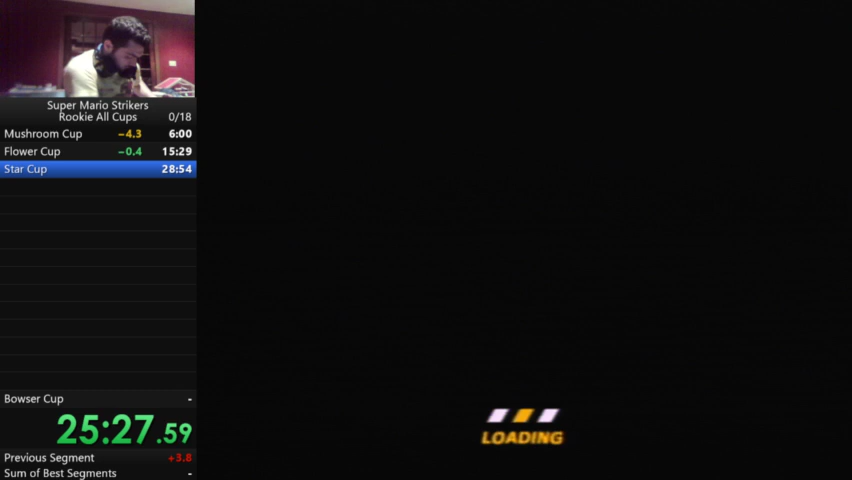 Super Mario Strikers
Rookie All Cups 0/18
Mushroom Cup −4.3 6:00
Flower Cup −0.4 15:29
Star Cup 28:54
Bowser Cup -
25:27.59
Previous Segment +3.8
Sum of Best Segments -
LOADING